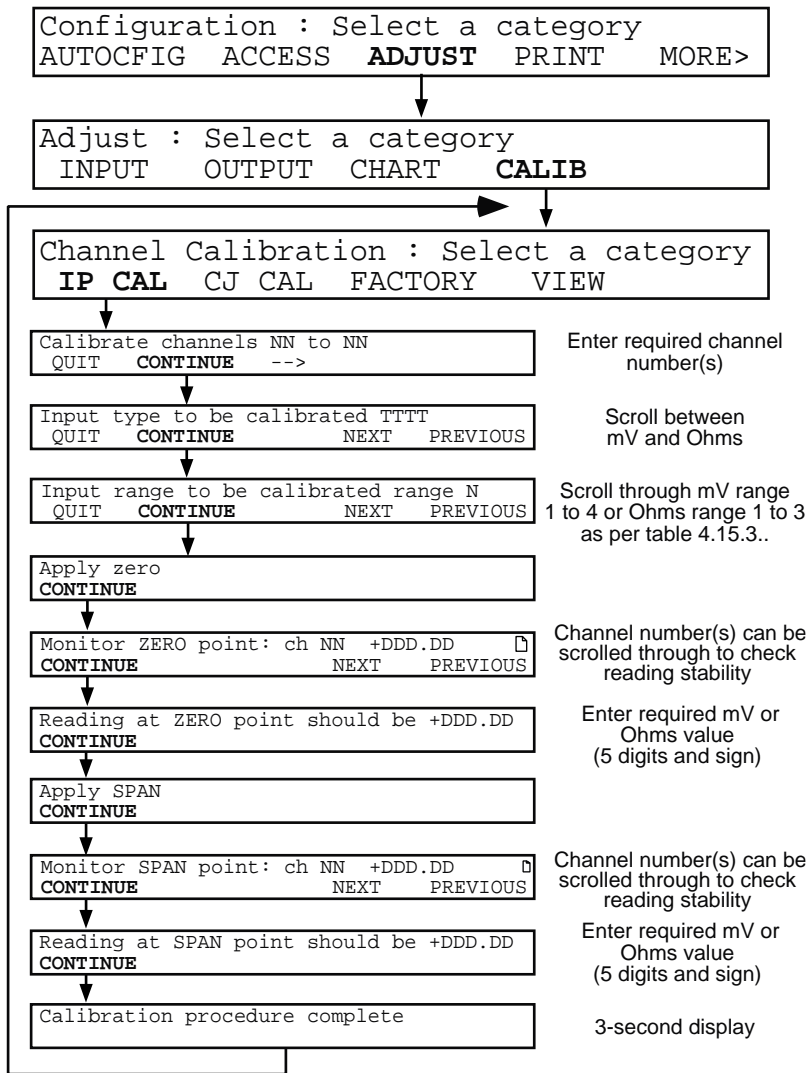 Configuration : Select a category
AUTOCFIG ACCESS ADJUST PRINT MORE>
Adjust : Select a category
INPUT OUTPUT CHART CALIB
Channel Calibration : Select a category
IP CAL CJ CAL FACTORY VIEW
Calibrate channels NN to NN
QUIT CONTINUE -->
Enter required channel
number(s)
Input type to be calibrated TTTT
QUIT CONTINUE NEXT PREVIOUS
Scroll between
mV and Ohms
Input range to be calibrated range N
QUIT CONTINUE NEXT PREVIOUS
Scroll through mV range
1 to 4 or Ohms range 1 to 3
as per table 4.15.3..
Apply zero
CONTINUE
Monitor ZERO point: ch NN +DDD.DD
CONTINUE NEXT PREVIOUS
Channel number(s) can be
scrolled through to check
reading stability
Reading at ZERO point should be +DDD.DD
CONTINUE
Enter required mV or
Ohms value
(5 digits and sign)
Apply SPAN
CONTINUE
Monitor SPAN point: ch NN +DDD.DD
CONTINUE NEXT PREVIOUS
Channel number(s) can be
scrolled through to check
reading stability
Reading at SPAN point should be +DDD.DD
CONTINUE
Enter required mV or
Ohms value
(5 digits and sign)
Calibration procedure complete
3-second display